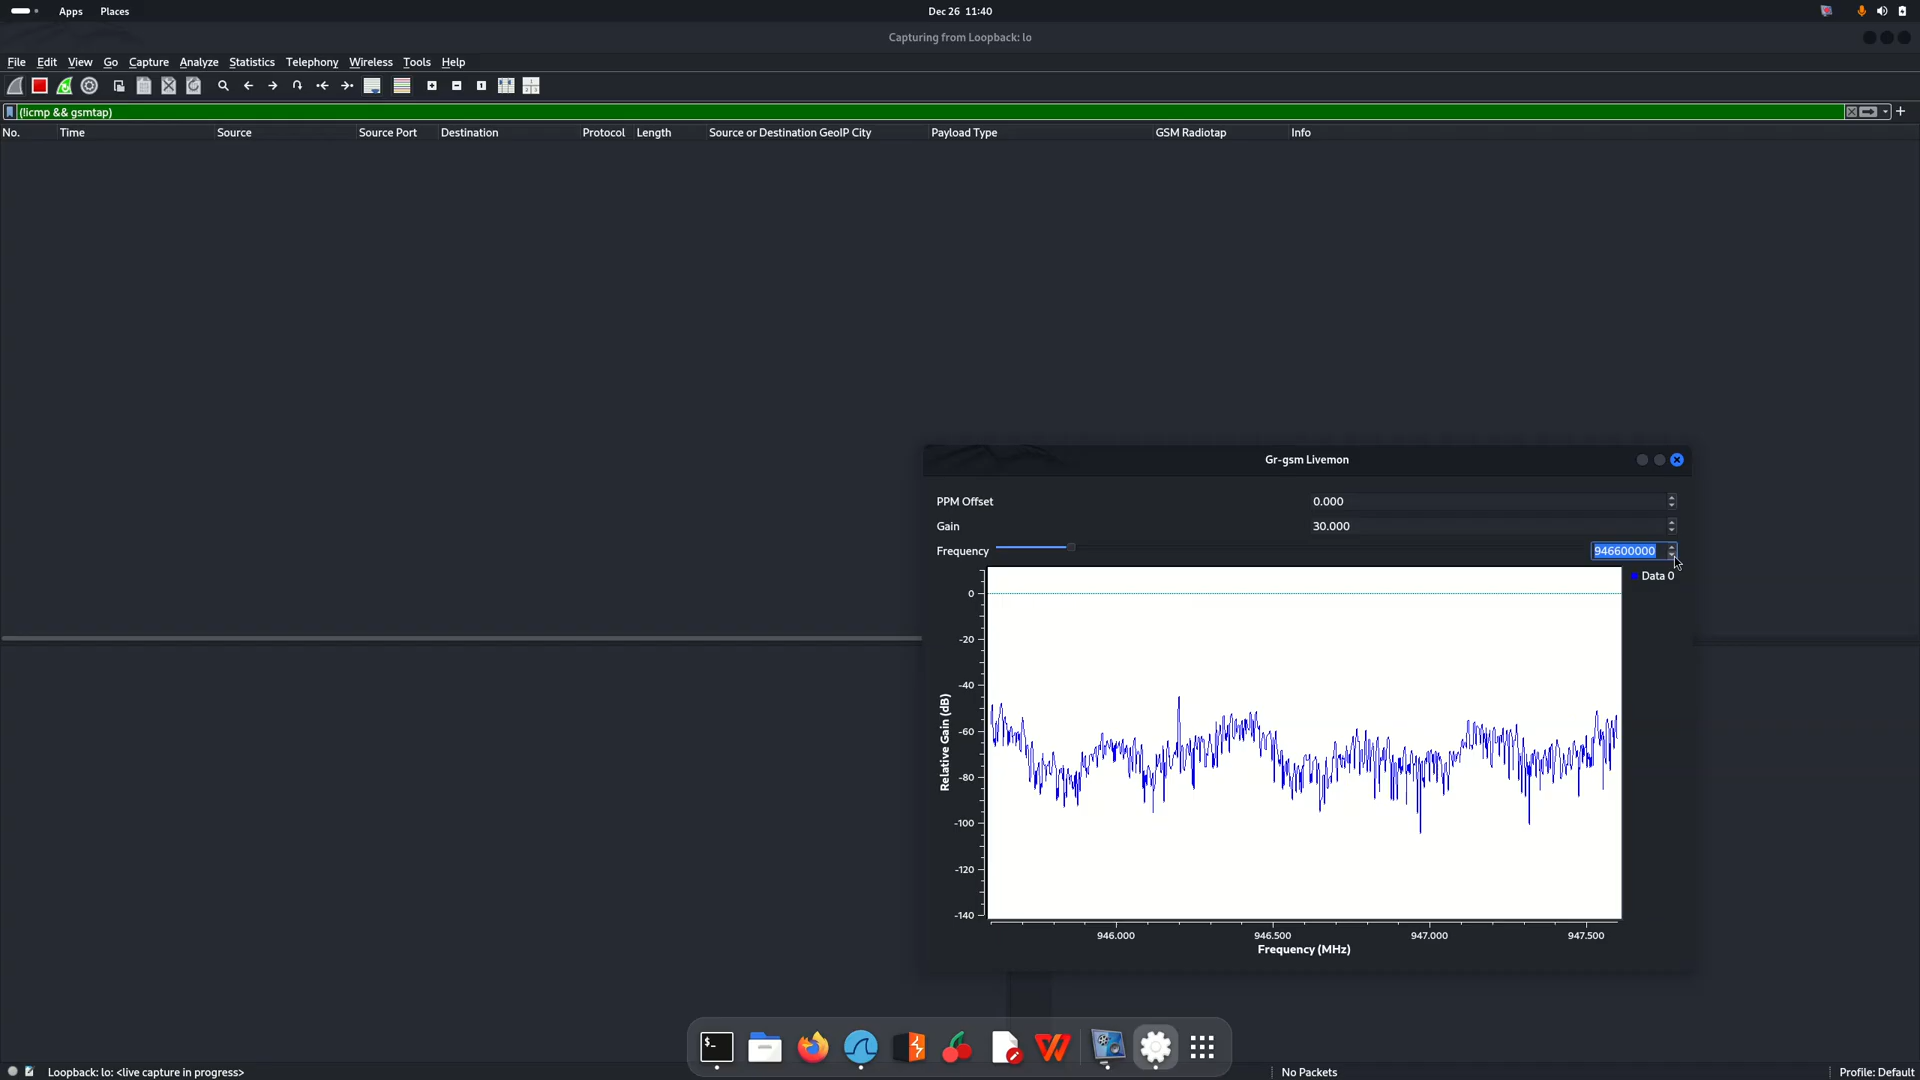 Apps Places Dec 26 11:40
Capturing from Loopback: lo
File Edit View Go Capture Analyze Statistics Telephony Wireless Tools Help
(!icmp && gsmtap)
No. Time Source Source Port Destination Protocol Length Source or Destination GeoIP City Payload Type GSM Radiotap Info
Gr-gsm Livemon
PPM Offset 0.000
Gain 30.000
Frequency 946600000
Data 0
0
-20
-40
-60
-80
-100
-120
-140
Relative Gain (dB)
946.000 946.500 947.000 947.500
Frequency (MHz)
$_
Loopback: lo: <live capture in progress> No Packets Profile: Default